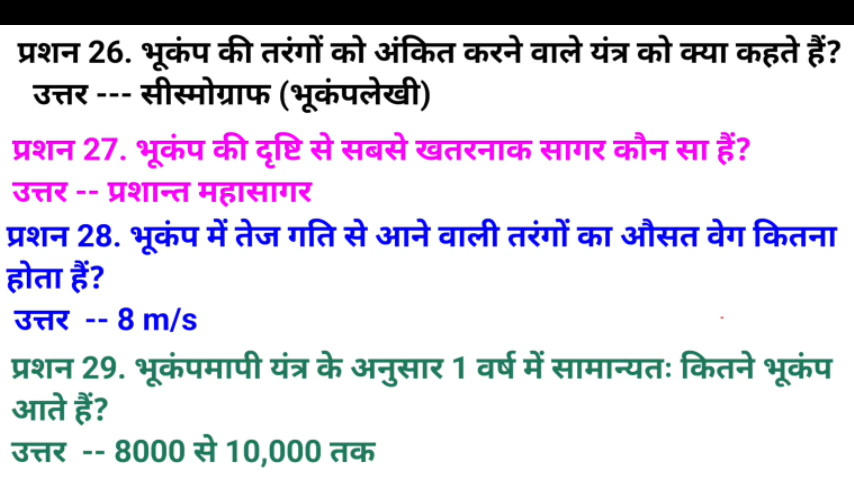 प्रशन 26. भूकंप की तरंगों को अंकित करने वाले यंत्र को क्या कहते हैं?
उत्तर --- सीस्मोग्राफ (भूकंपलेखी)
प्रशन 27. भूकंप की दृष्टि से सबसे खतरनाक सागर कौन सा हैं?
उत्तर -- प्रशान्त महासागर
प्रशन 28. भूकंप में तेज गति से आने वाली तरंगों का औसत वेग कितना
होता हैं?
उत्तर -- 8 m/s
प्रशन 29. भूकंपमापी यंत्र के अनुसार 1 वर्ष में सामान्यतः कितने भूकंप
आते हैं?
उत्तर -- 8000 से 10,000 तक